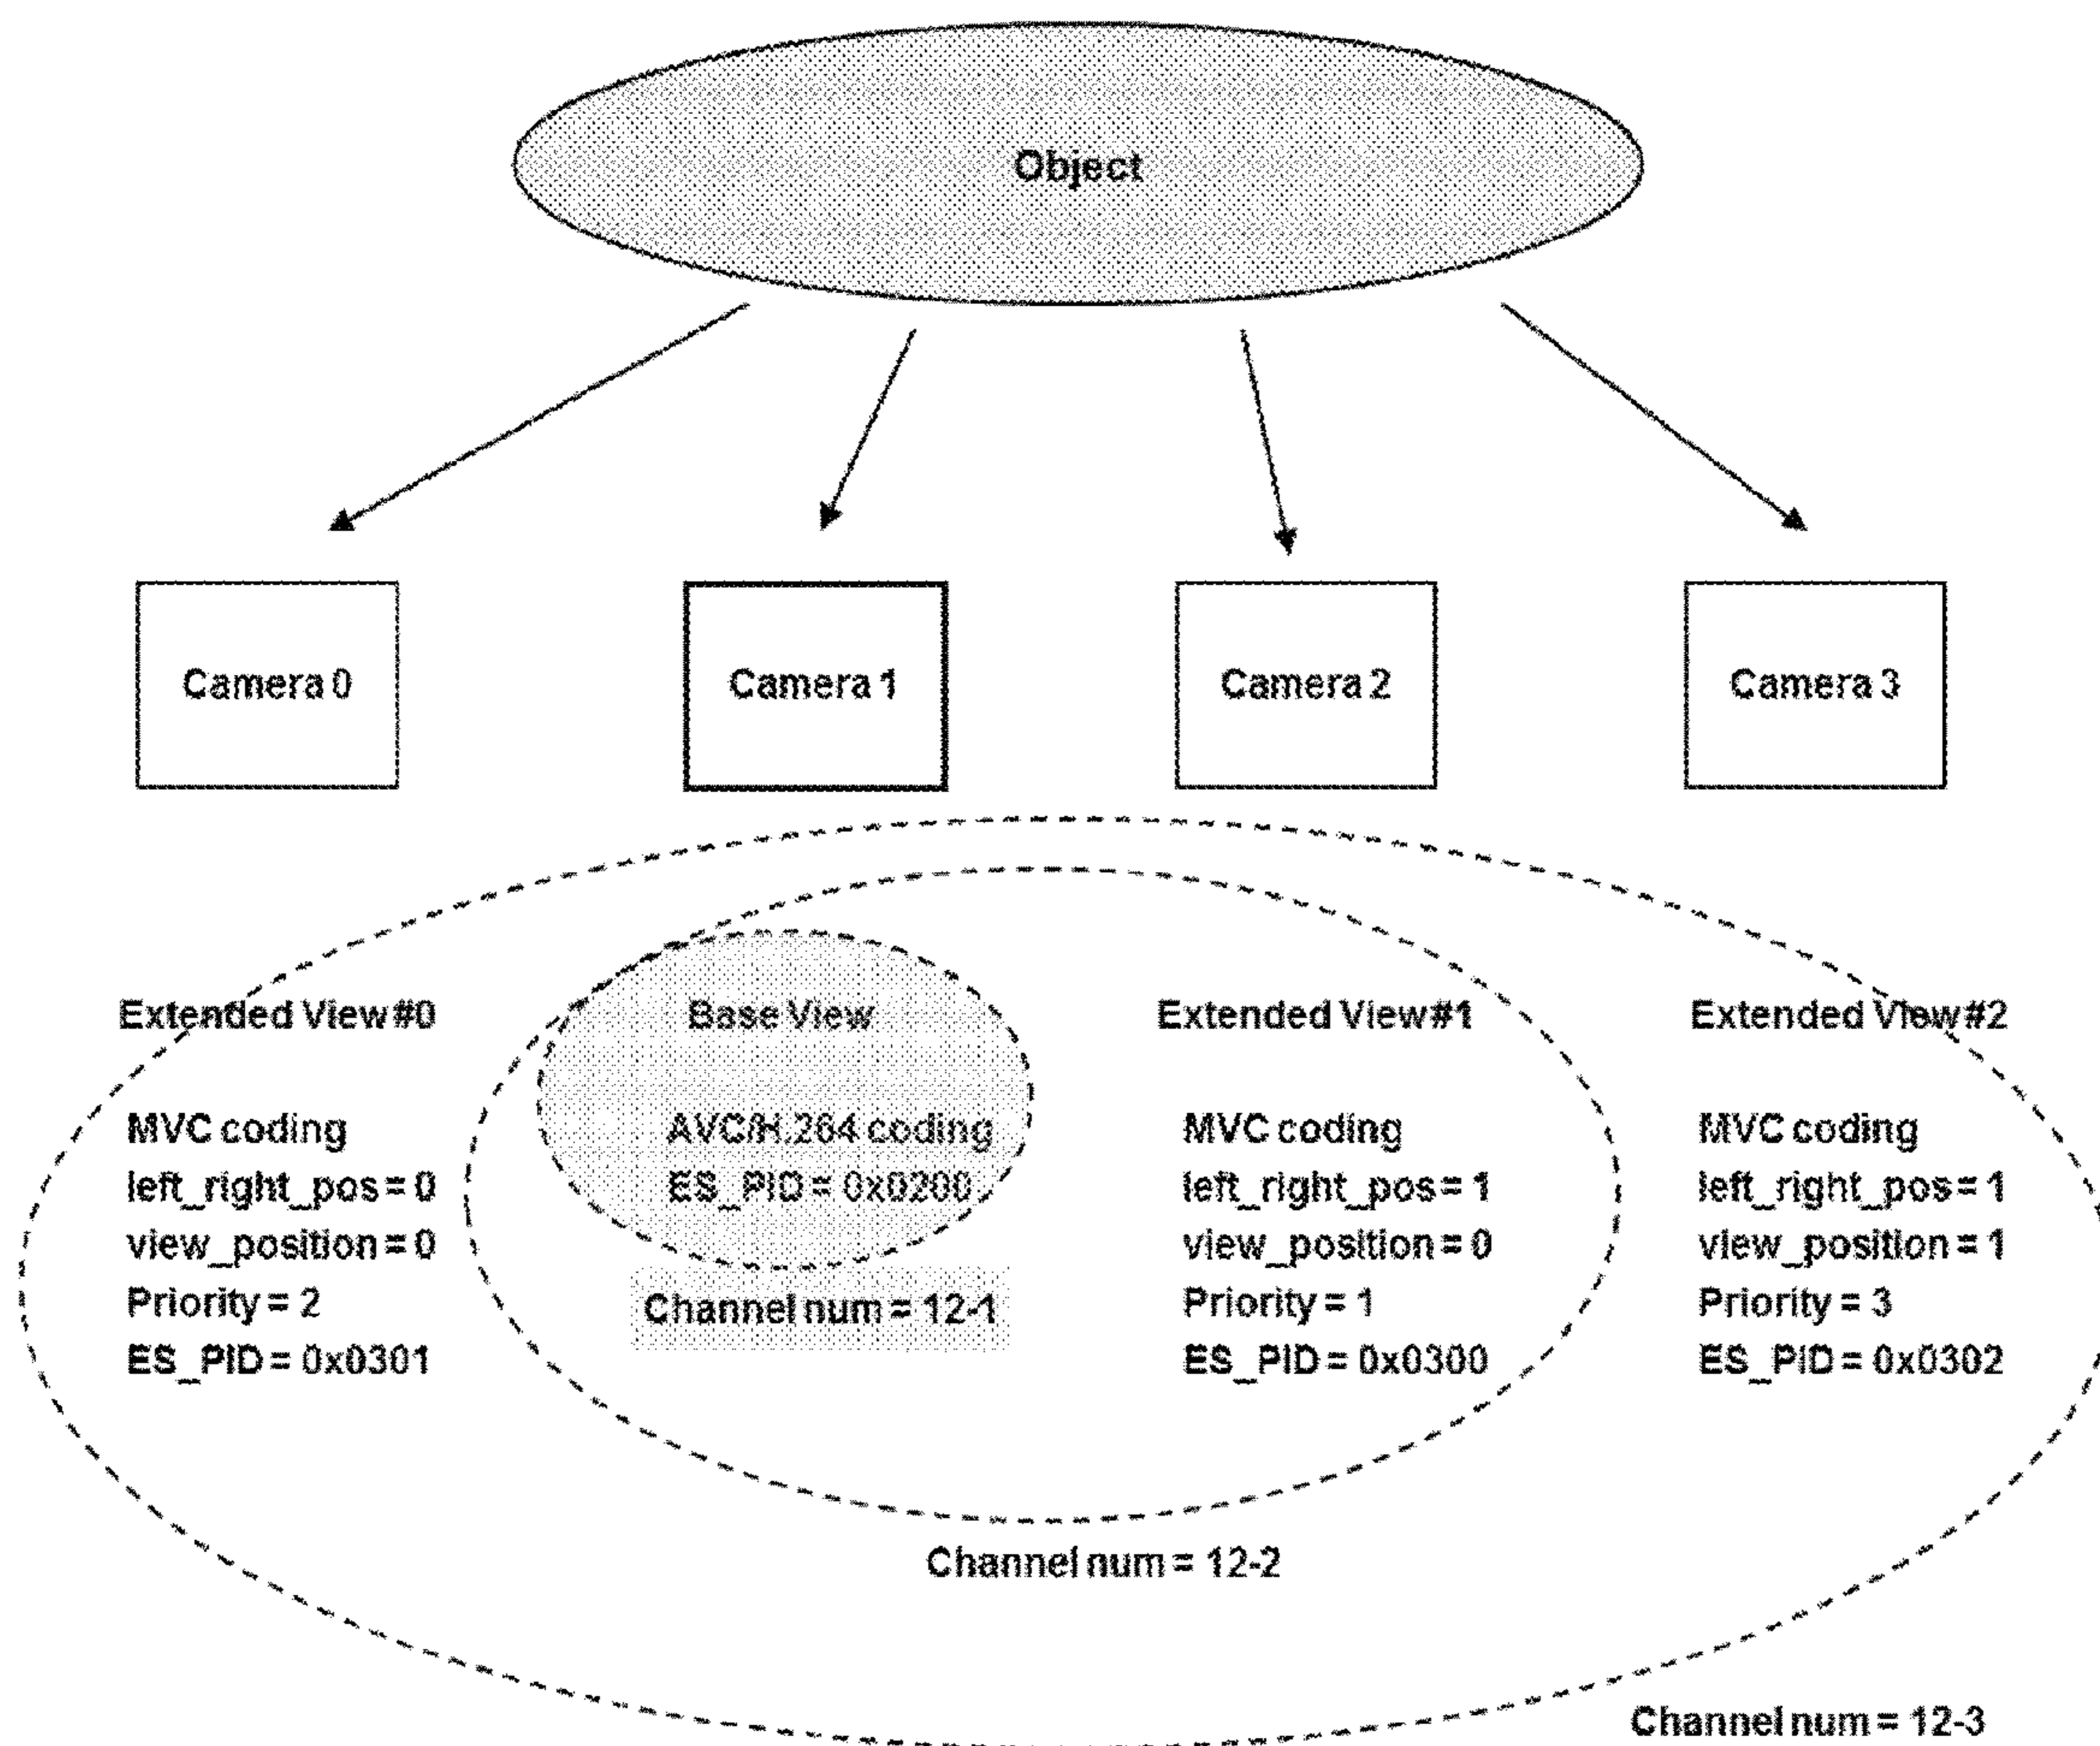 Object
Camera 0
Camera 1
Camera 2
Camera 3
Extended View #0
MVC coding
left_right_pos = 0
view_position = 0
Priority = 2
ES_PID = 0x0301
Base View
AVC/H.264 coding
ES_PID = 0x0200
Channel num = 12-1
Extended View #1
MVC coding
left_right_pos = 1
view_position = 0
Priority = 1
ES_PID = 0x0300
Extended View #2
MVC coding
left_right_pos = 1
view_position = 1
Priority = 3
ES_PID = 0x0302
Channel num = 12-2
Channel num = 12-3